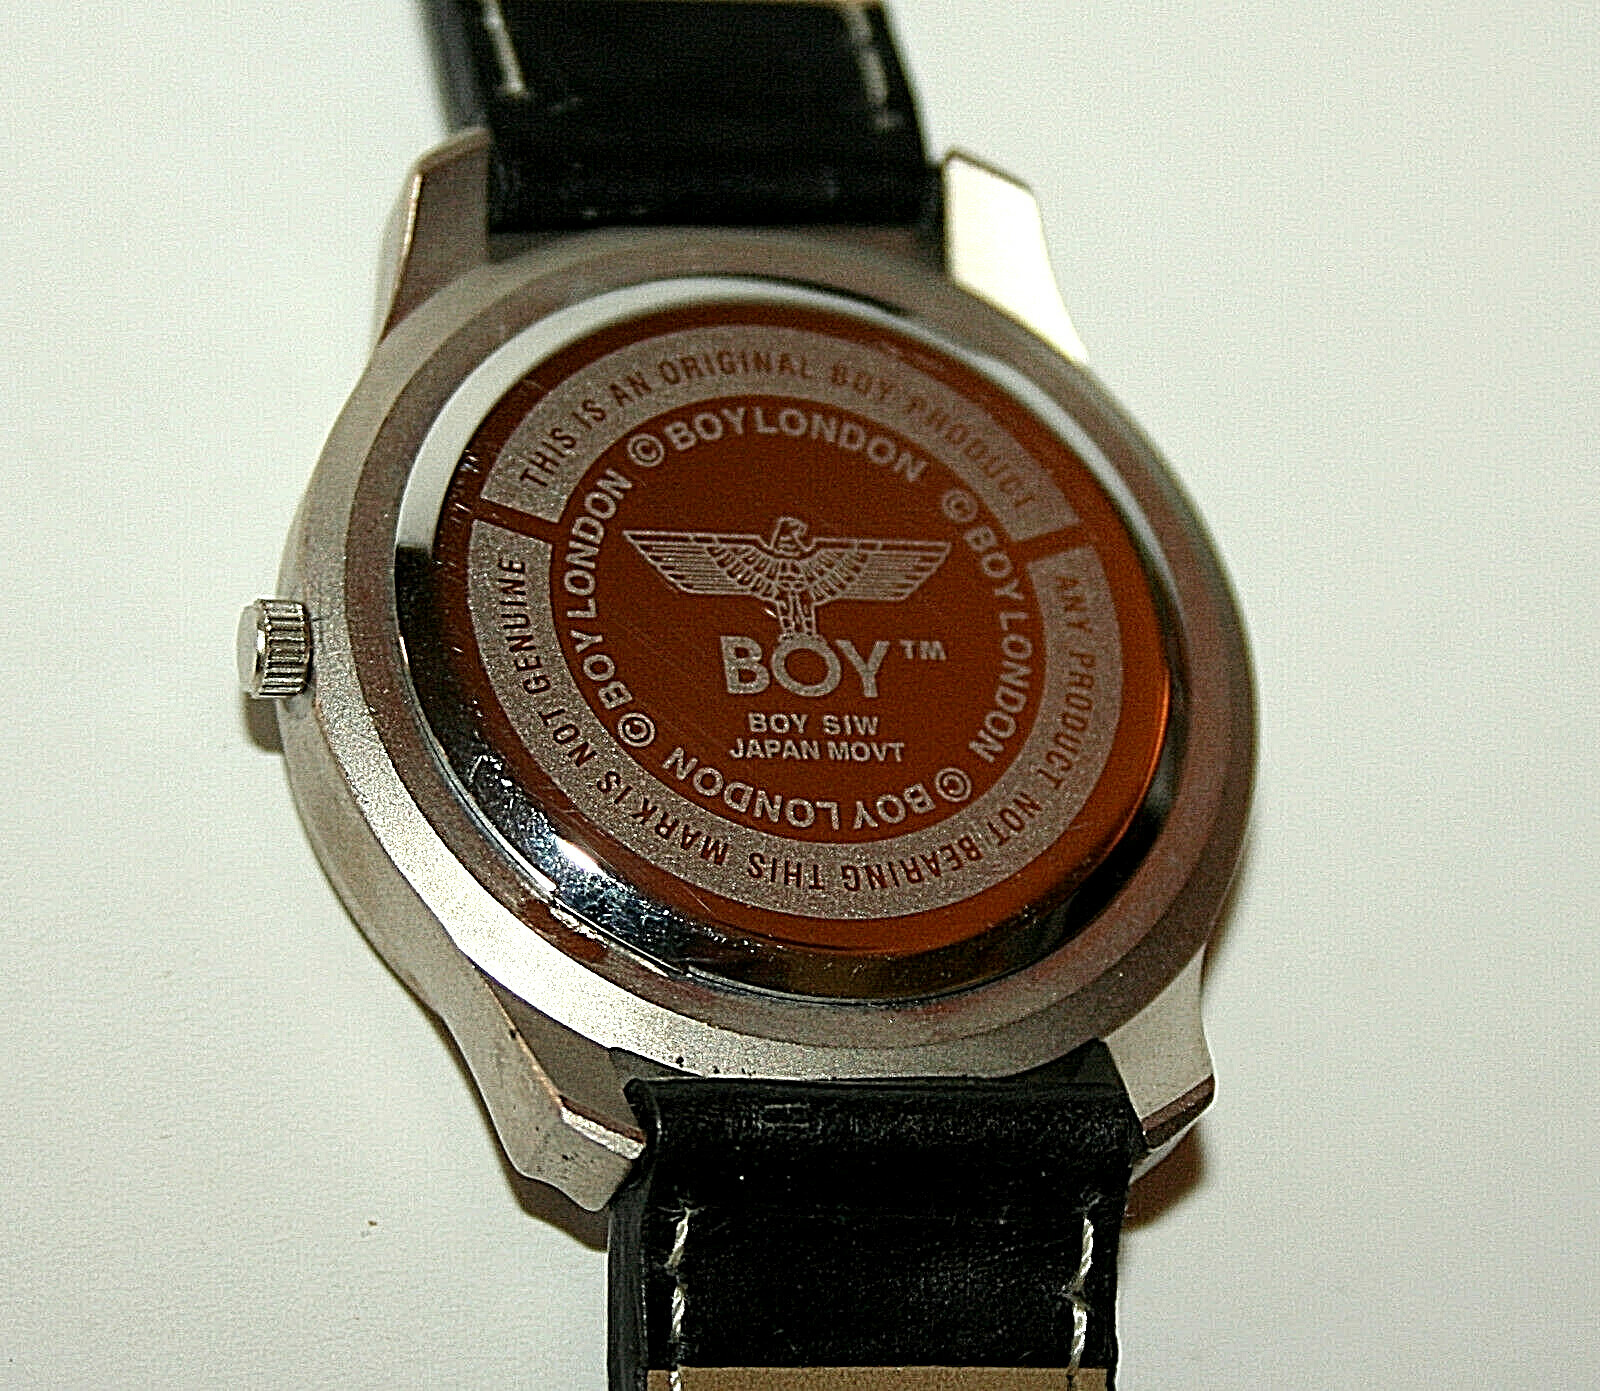 THIS IS AN ORIGINAL BOY PRODUCT
ANY PRODUCT NOT BEARING THIS MARK IS NOT GENUINE
© BOY LONDON © BOY LONDON © BOY LONDON © BOY LONDON
BOY™
BOY SIW
JAPAN MOVT